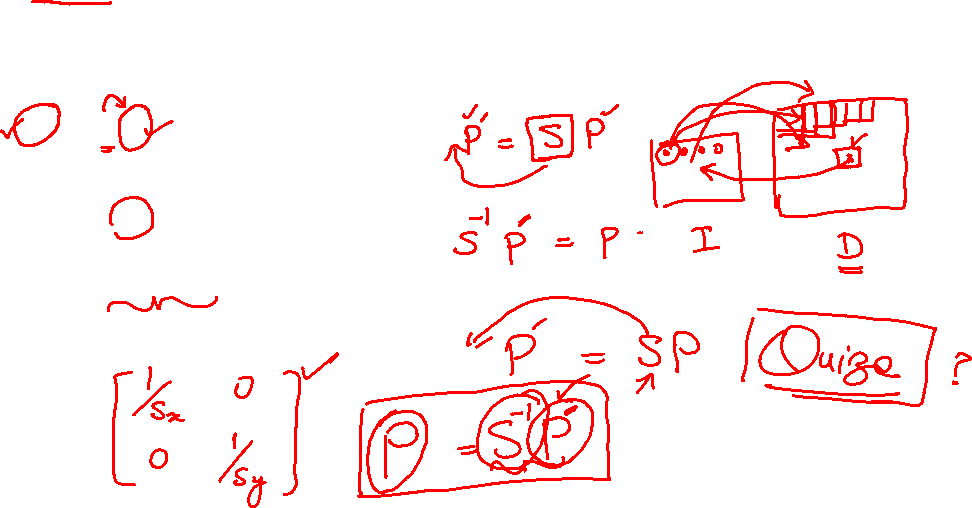 P′ = S P′
S⁻¹ P′ = P I D
P′ = S P
Quize ?
1/Sx 0
0 1/Sy
P = S⁻¹ P′